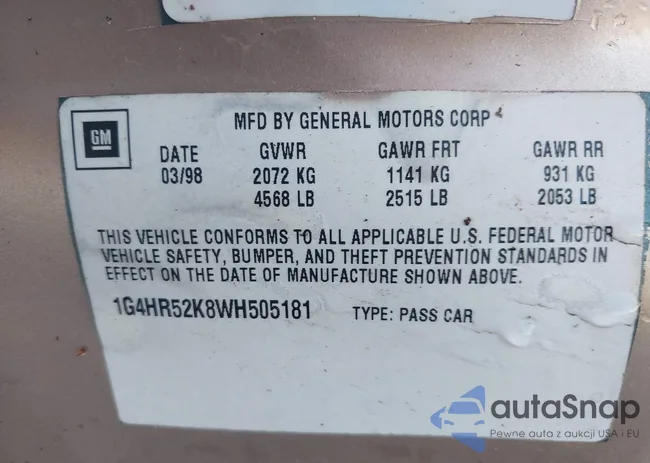 GM
MFD BY GENERAL MOTORS CORP
DATE GVWR GAWR FRT GAWR RR
03/98 2072 KG 1141 KG 931 KG
4568 LB 2515 LB 2053 LB
THIS VEHICLE CONFORMS TO ALL APPLICABLE U.S. FEDERAL MOTOR
VEHICLE SAFETY, BUMPER, AND THEFT PREVENTION STANDARDS IN
EFFECT ON THE DATE OF MANUFACTURE SHOWN ABOVE.
1G4HR52K8WH505181 TYPE: PASS CAR
autaSnap
Pewne auta z aukcji USA i EU